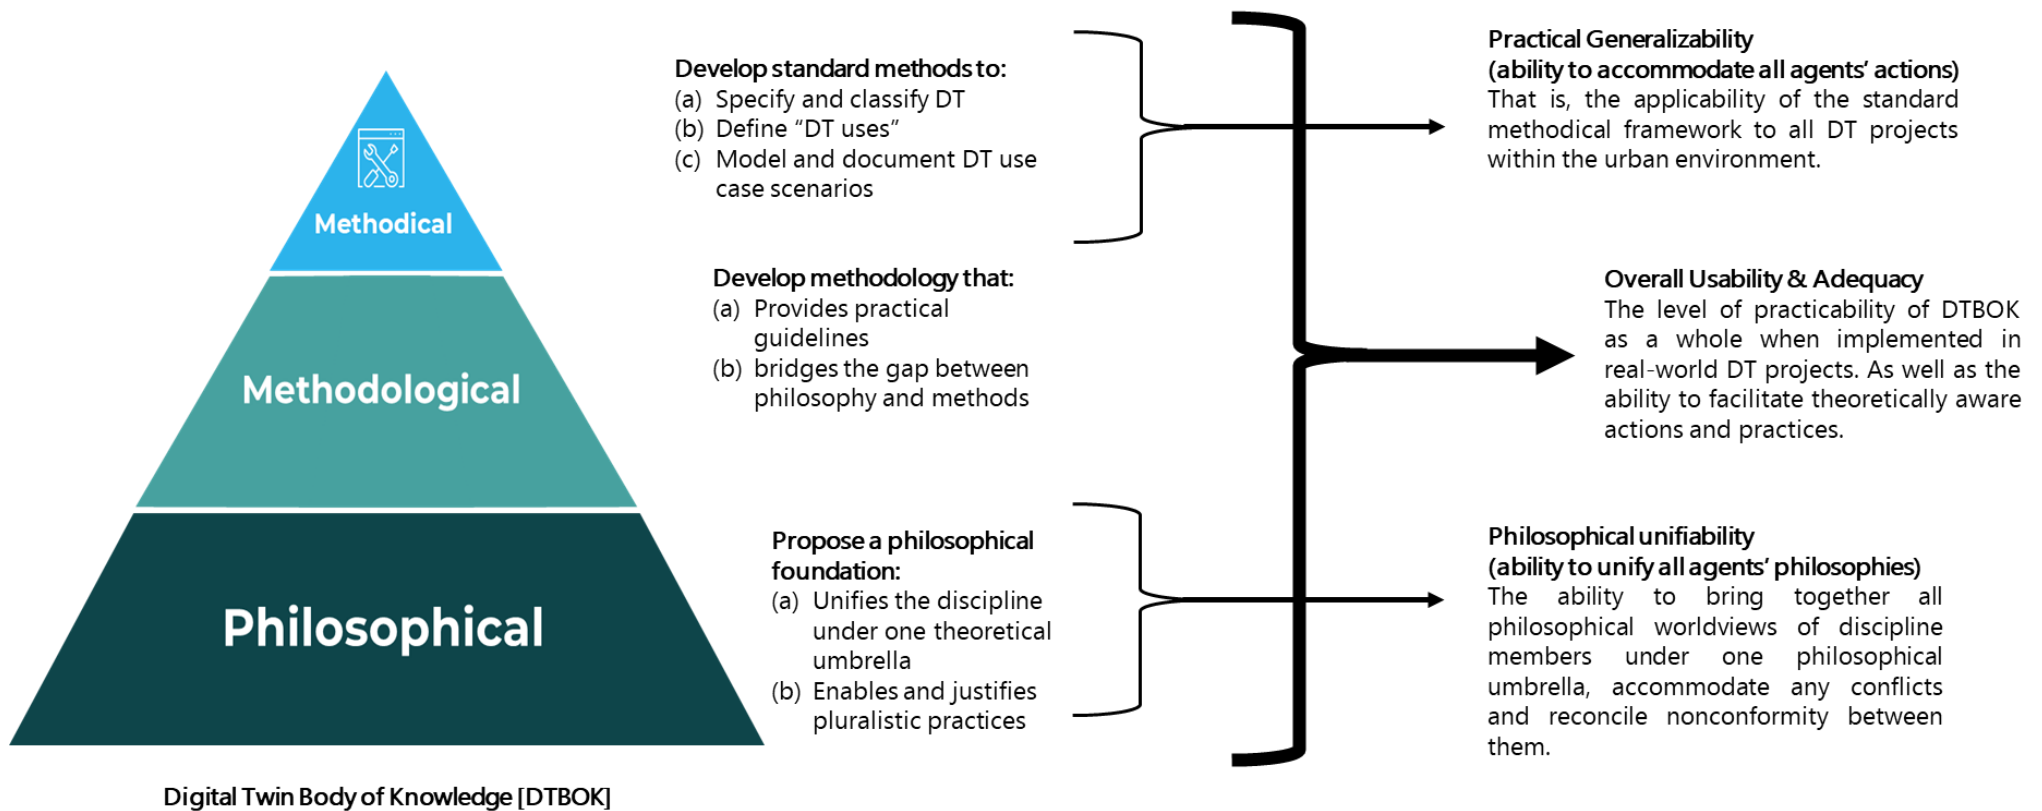 Methodical
Methodological
Philosophical
Digital Twin Body of Knowledge [DTBOK]
Develop standard methods to:
(a) Specify and classify DT
(b) Define “DT uses”
(c) Model and document DT use
case scenarios
Develop methodology that:
(a) Provides practical
guidelines
(b) bridges the gap between
philosophy and methods
Propose a philosophical
foundation:
(a) Unifies the discipline
under one theoretical
umbrella
(b) Enables and justifies
pluralistic practices
Practical Generalizability
(ability to accommodate all agents’ actions)
That is, the applicability of the standard
methodical framework to all DT projects
within the urban environment.
Overall Usability & Adequacy
The level of practicability of DTBOK
as a whole when implemented in
real-world DT projects. As well as the
ability to facilitate theoretically aware
actions and practices.
Philosophical unifiability
(ability to unify all agents’ philosophies)
The ability to bring together all
philosophical worldviews of discipline
members under one philosophical
umbrella, accommodate any conflicts
and reconcile nonconformity between
them.